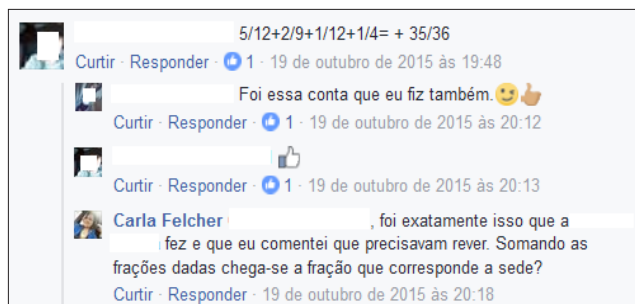 5/12+2/9+1/12+1/4= + 35/36
Curtir · Responder · 1 · 19 de outubro de 2015 às 19:48
Foi essa conta que eu fiz também.
Curtir · Responder · 1 · 19 de outubro de 2015 às 20:12
Curtir · Responder · 1 · 19 de outubro de 2015 às 20:13
Carla Felcher , foi exatamente isso que a
fez e que eu comentei que precisavam rever. Somando as
frações dadas chega-se a fração que corresponde a sede?
Curtir · Responder · 19 de outubro de 2015 às 20:18